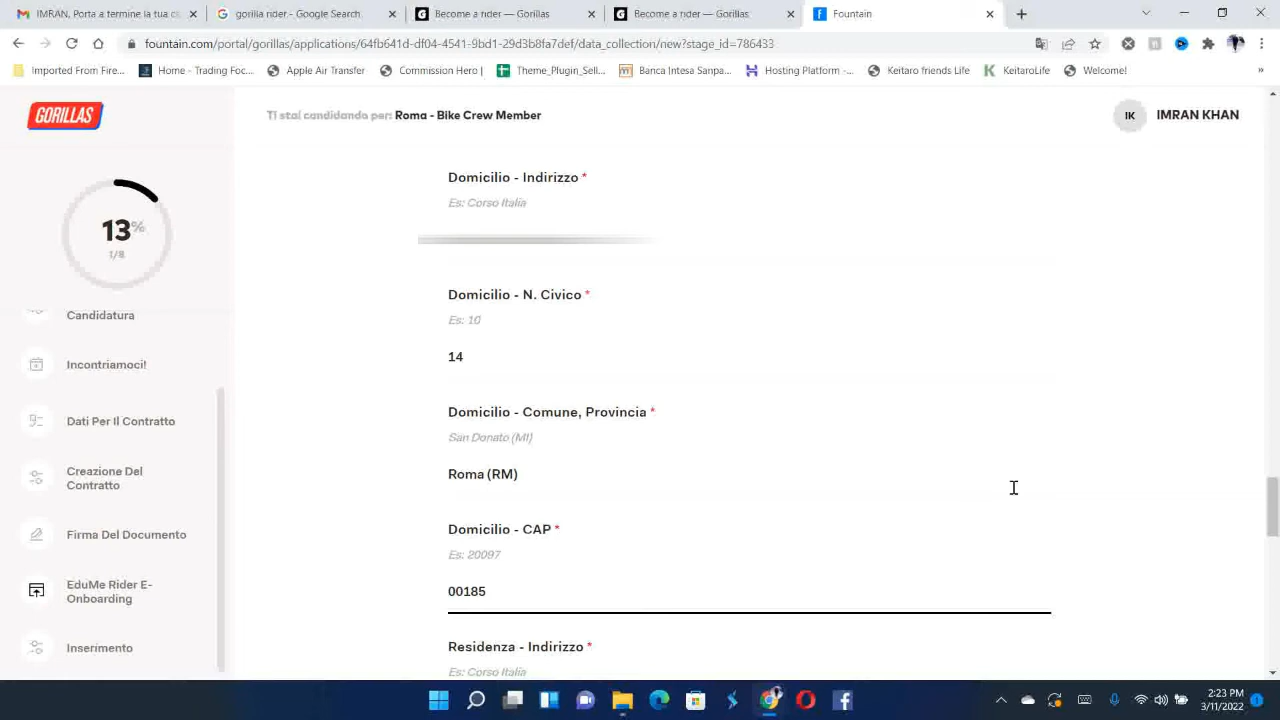 IMRAN, Porta a termine la tua c
gorilla rider - Google Search
Become a rider — Gorillas
Become a rider — Gorillas
Fountain
fountain.com/portal/gorillas/applications/64fb641d-df04-4541-9bd1-29d3b8a7def/data_collection/new?stage_id=786433
Imported From Fire...
Home - Trading Foc...
Apple Air Transfer
Commission Hero |
Theme_Plugin_Sell...
Banca Intesa Sanpa...
Hosting Platform -...
Keitaro friends Life
KeitaroLife
Welcome!
»
GORILLAS
Ti stai candidando per: Roma - Bike Crew Member
IK
IMRAN KHAN
13%
1/8
Candidatura
Incontriamoci!
Dati Per Il Contratto
Creazione Del
Contratto
Firma Del Documento
EduMe Rider E-
Onboarding
Inserimento
Domicilio - Indirizzo *
Es: Corso Italia
Domicilio - N. Civico *
Es: 10
14
Domicilio - Comune, Provincia *
San Donato (MI)
Roma (RM)
Domicilio - CAP *
Es: 20097
00185
Residenza - Indirizzo *
Es: Corso Italia
2:23 PM
3/11/2022